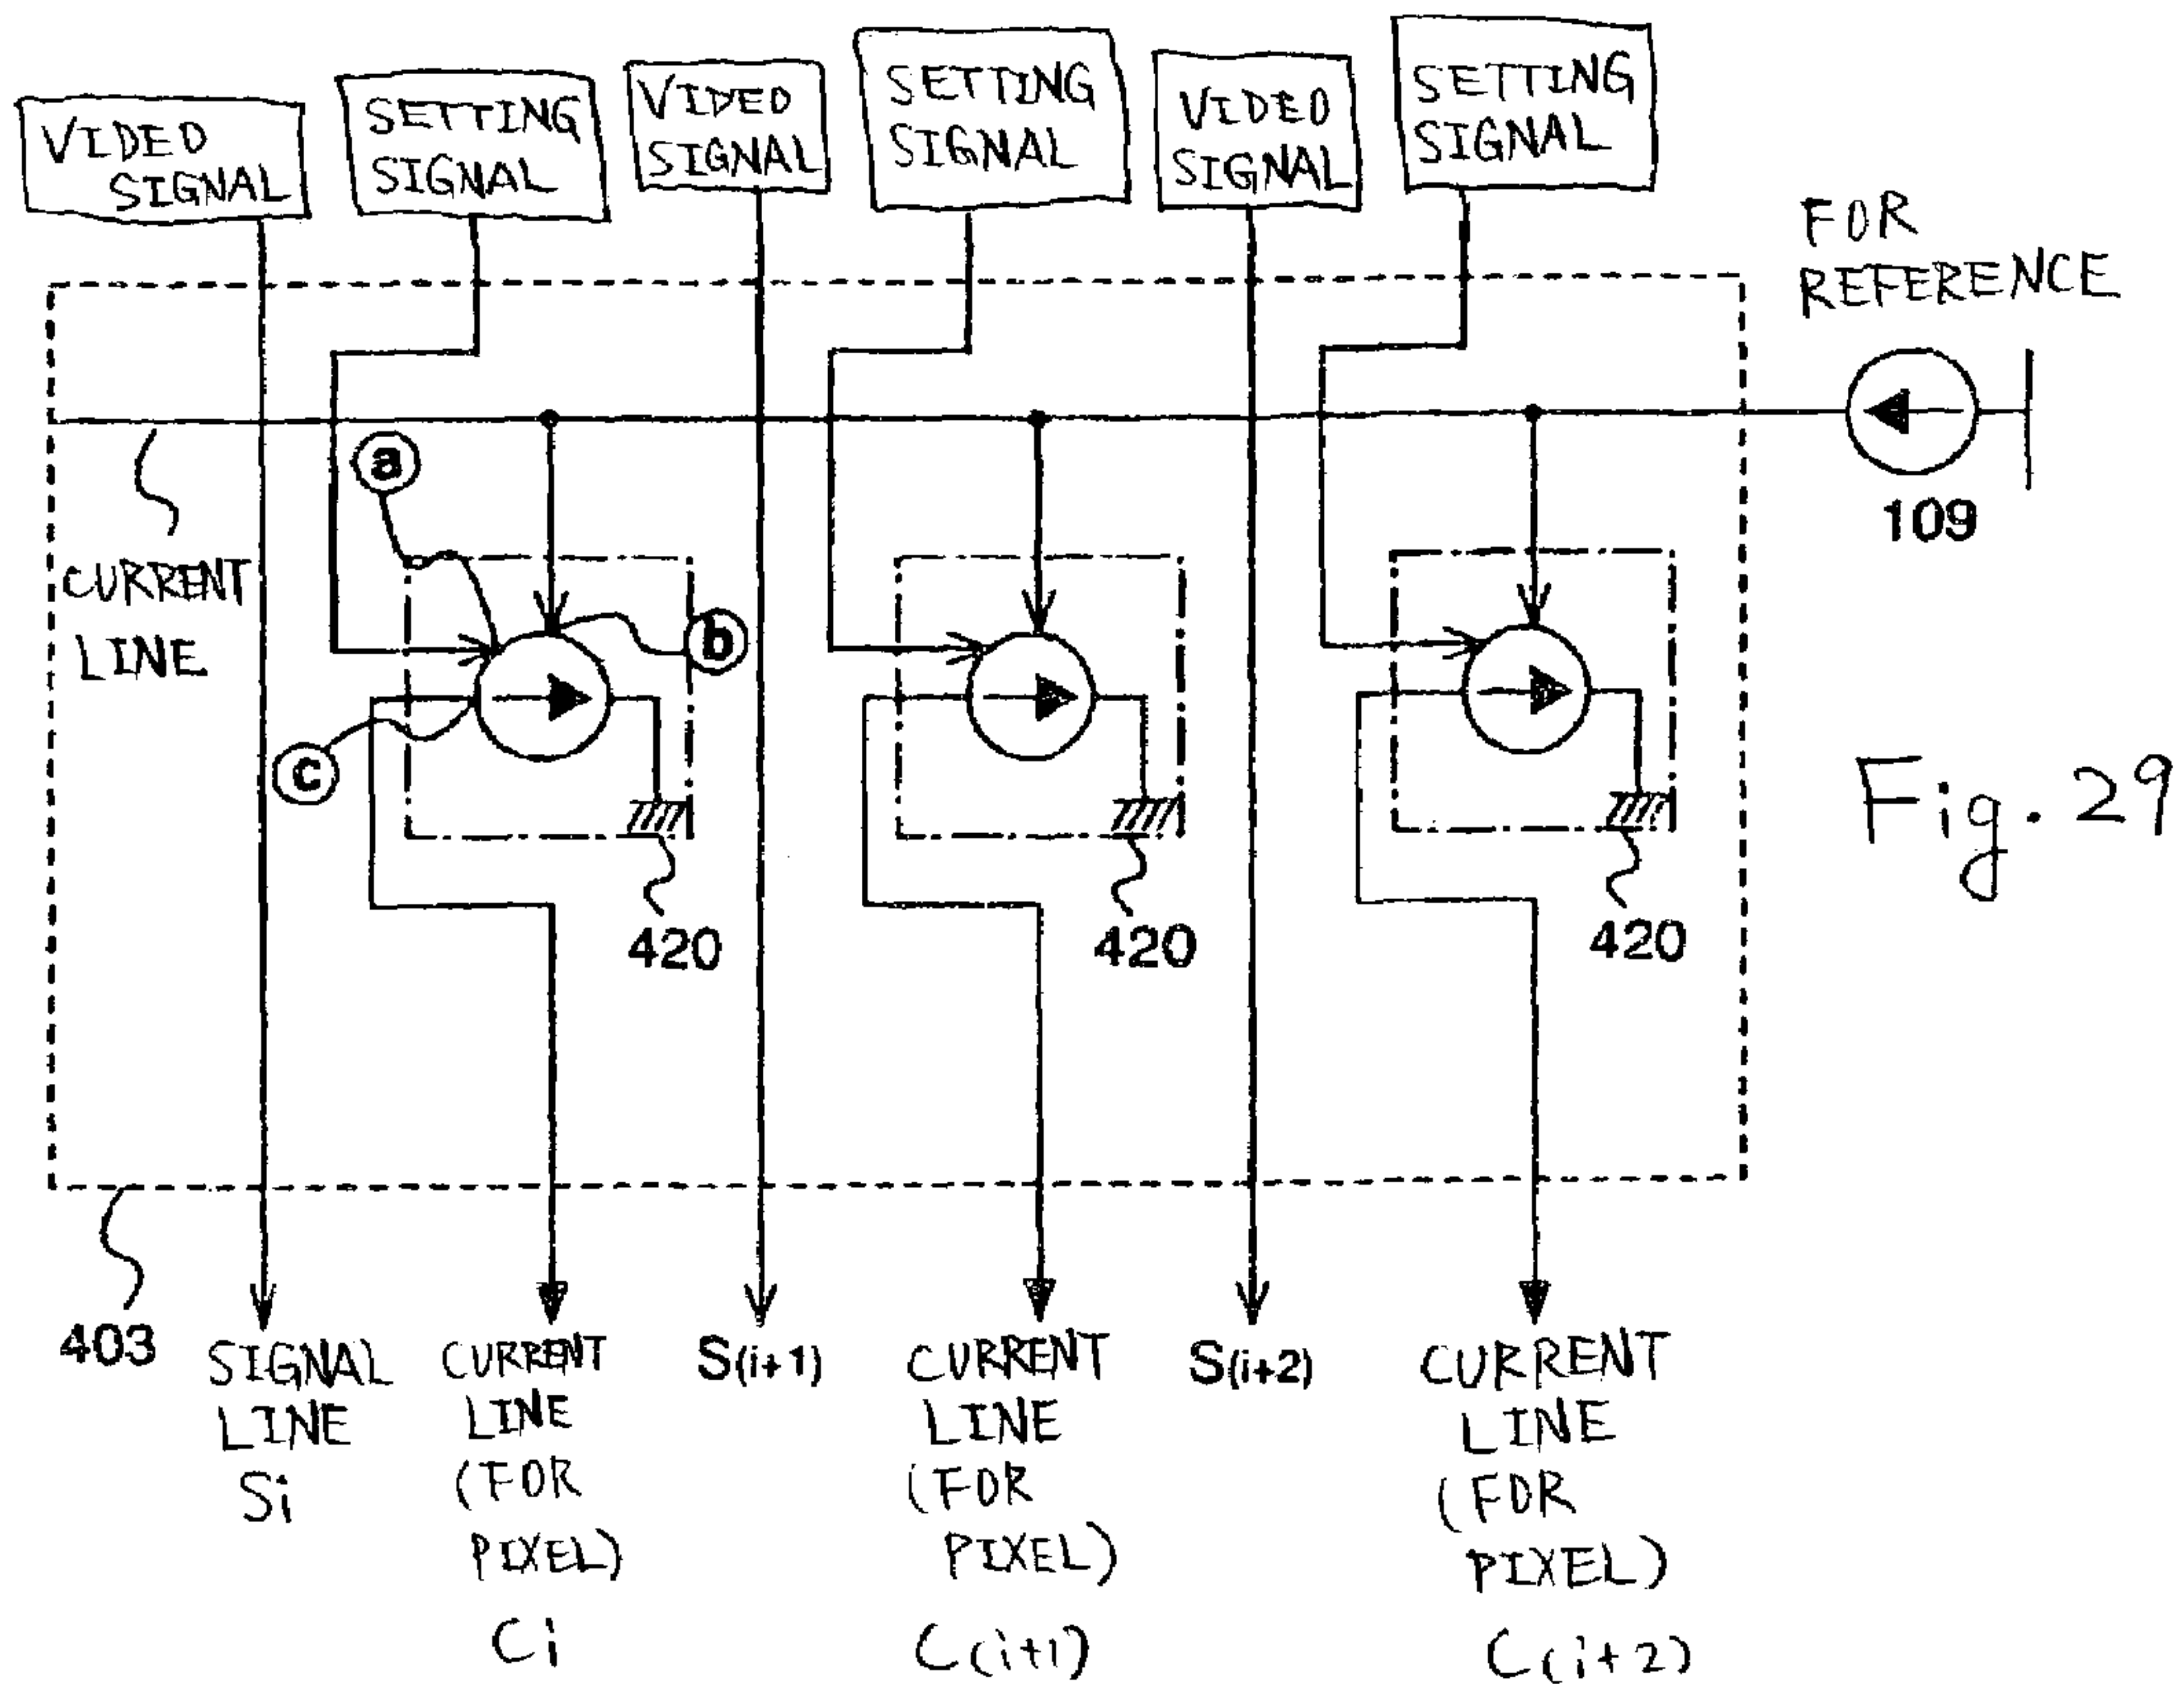 VIDEO
SIGNAL
SETTING
SIGNAL
VIDEO
SIGNAL
SETTING
SIGNAL
VIDEO
SIGNAL
SETTING
SIGNAL
FOR
REFERENCE
109
CURRENT
LINE
a
b
c
420
420
420
Fig. 29
403
SIGNAL
LINE
Si
CURRENT
LINE
(FOR
PIXEL)
Ci
S(i+1)
CURRENT
LINE
(FOR
PIXEL)
C(i+1)
S(i+2)
CURRENT
LINE
(FOR
PIXEL)
C(i+2)